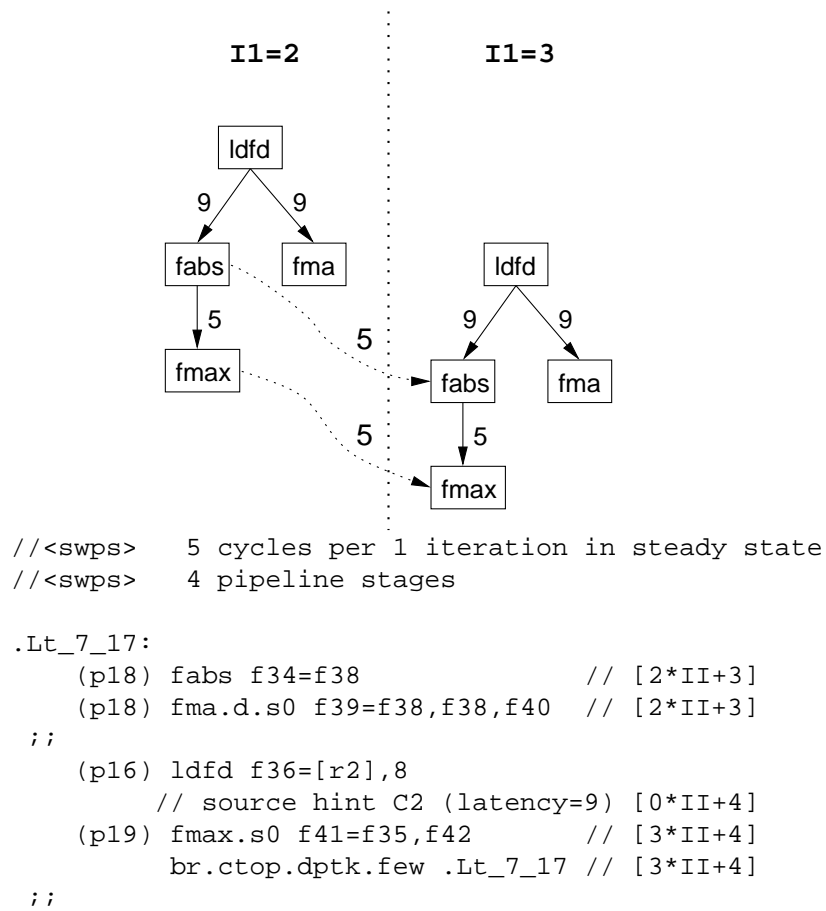 I1=2 I1=3
ldfd
9 9
fabs fma ldfd
5 5 9 9
fmax fabs fma
5 5
fmax
//<swps>   5 cycles per 1 iteration in steady state
//<swps>   4 pipeline stages
.Lt_7_17:
(p18) fabs f34=f38 // [2*II+3]
(p18) fma.d.s0 f39=f38,f38,f40 // [2*II+3]
;;
(p16) ldfd f36=[r2],8
// source hint C2 (latency=9) [0*II+4]
(p19) fmax.s0 f41=f35,f42 // [3*II+4]
br.ctop.dptk.few .Lt_7_17 // [3*II+4]
;;